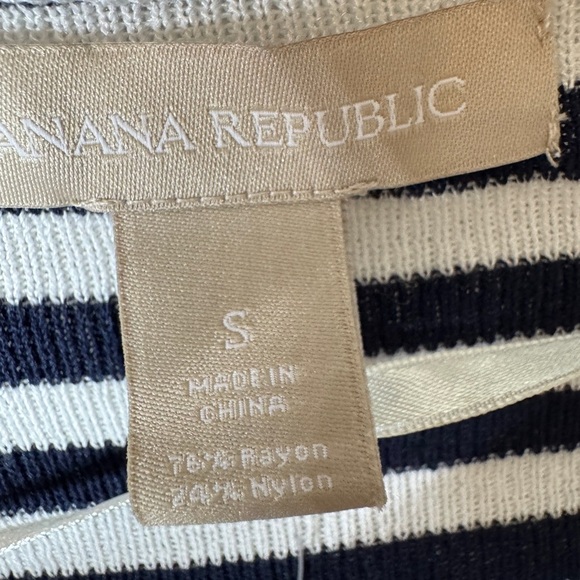 ANANA REPUBLIC
S
MADE IN
CHINA
76% Rayon
24% Nylon